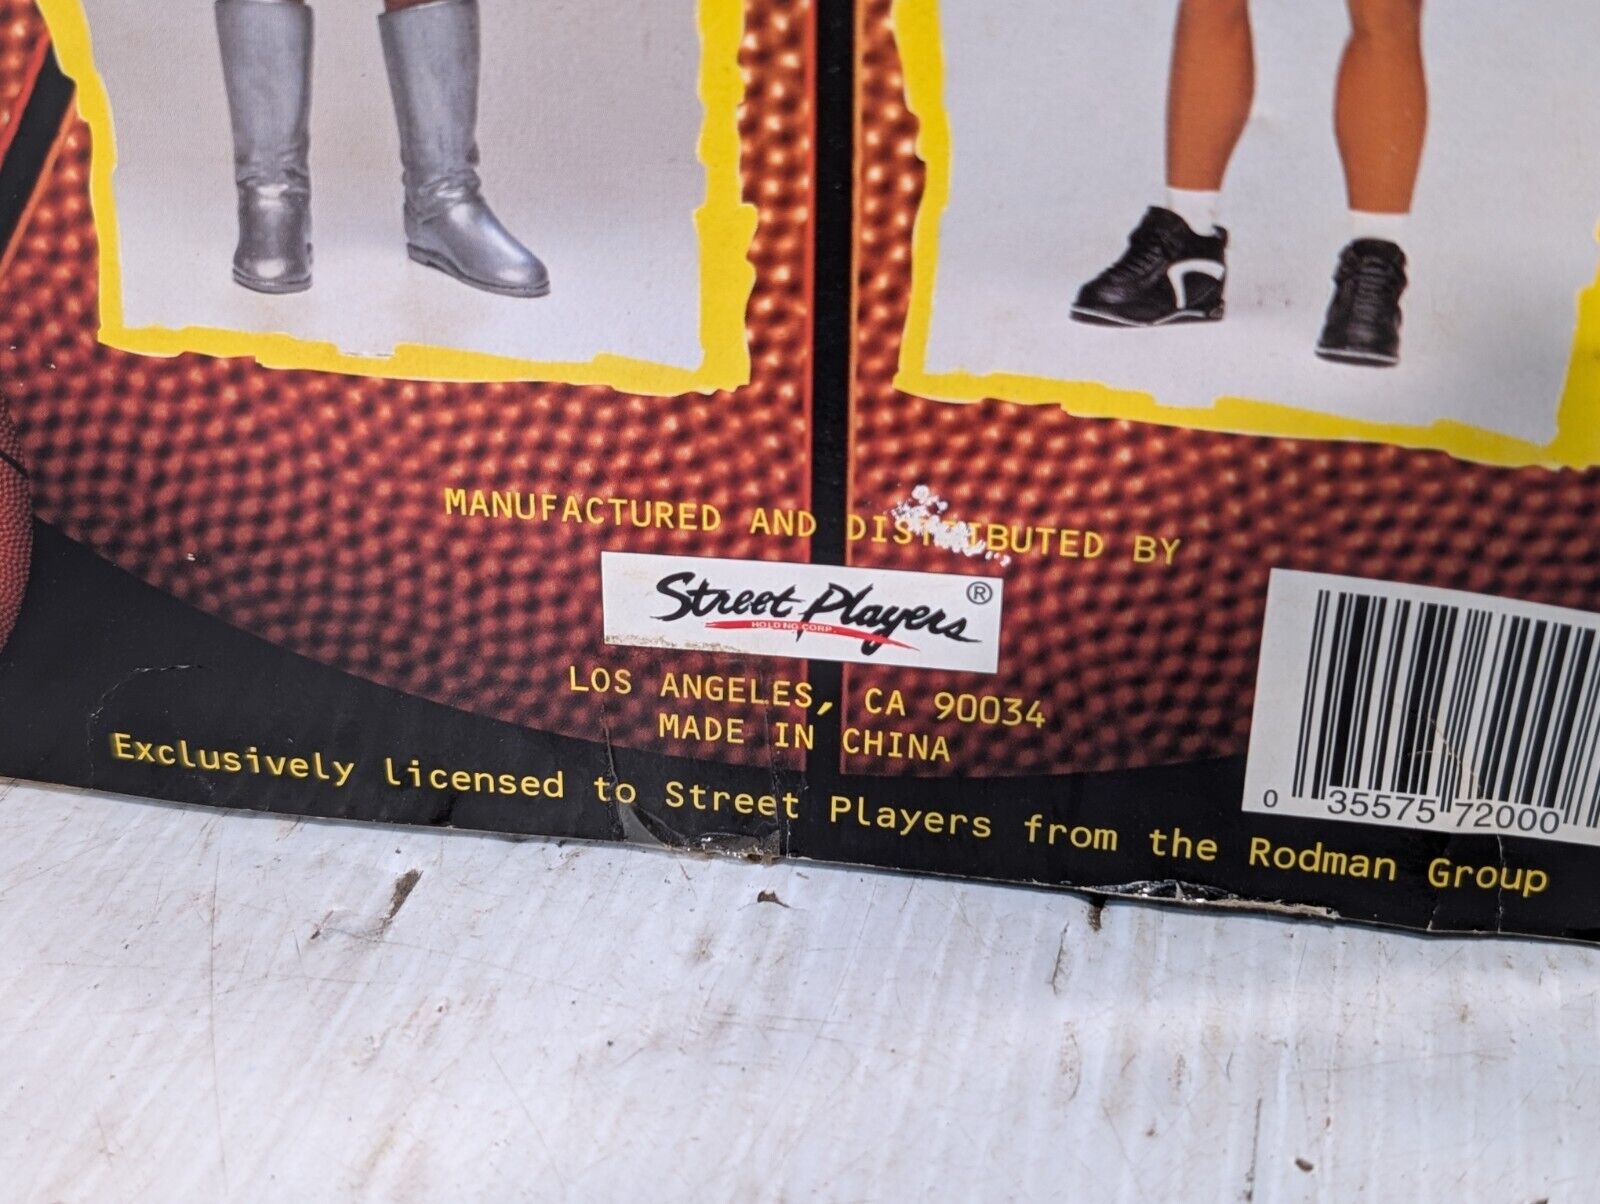 MANUFACTURED AND DISTRIBUTED BY
Street Players ®
HOLDING CORP.
LOS ANGELES, CA 90034
MADE IN CHINA
Exclusively licensed to Street Players from the Rodman Group
0 35575 72000